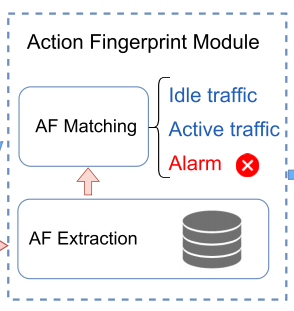 Action Fingerprint Module
AF Matching
Idle traffic
Active traffic
Alarm
AF Extraction